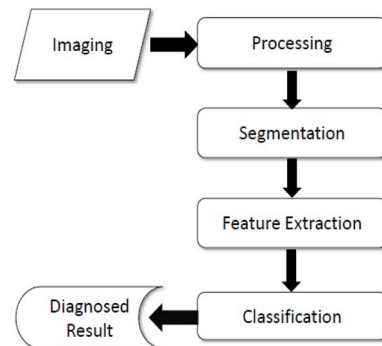 Imaging
Processing
Segmentation
Feature Extraction
Classification
Diagnosed
Result